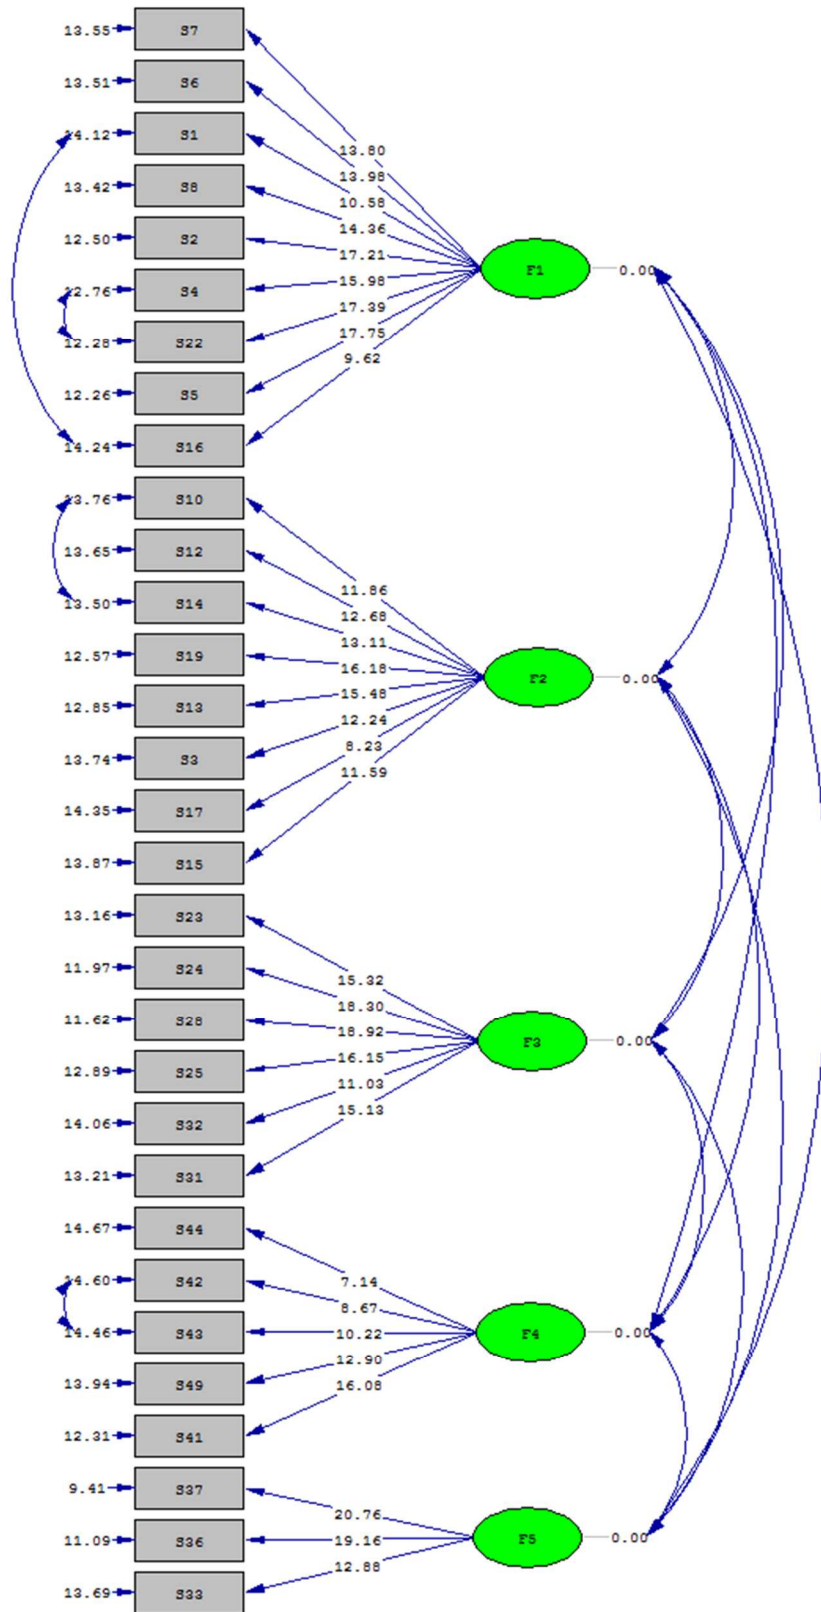 13.55 S7
13.51 S6
14.12 S1
13.80
13.42 S8
13.98
10.58
12.50 S2
14.36
17.21
12.76 S4
15.98
F1 0.00
12.28 S22
17.39
17.75
12.26 S5
9.62
14.24 S16
13.76 S10
13.65 S12
11.86
13.50 S14
12.68
13.11
12.57 S19
16.18
F2 0.00
12.85 S13
15.48
12.24
13.74 S3
8.23
11.59
14.35 S17
13.87 S15
13.16 S23
11.97 S24
15.32
18.30
11.62 S28
18.92
F3 0.00
12.89 S25
16.15
11.03
14.06 S32
15.13
13.21 S31
14.67 S44
14.60 S42
7.14
8.67
14.46 S43
10.22
F4 0.00
13.94 S49
12.90
16.08
12.31 S41
9.41 S37
20.76
11.09 S36
19.16
F5 0.00
12.88
13.69 S33